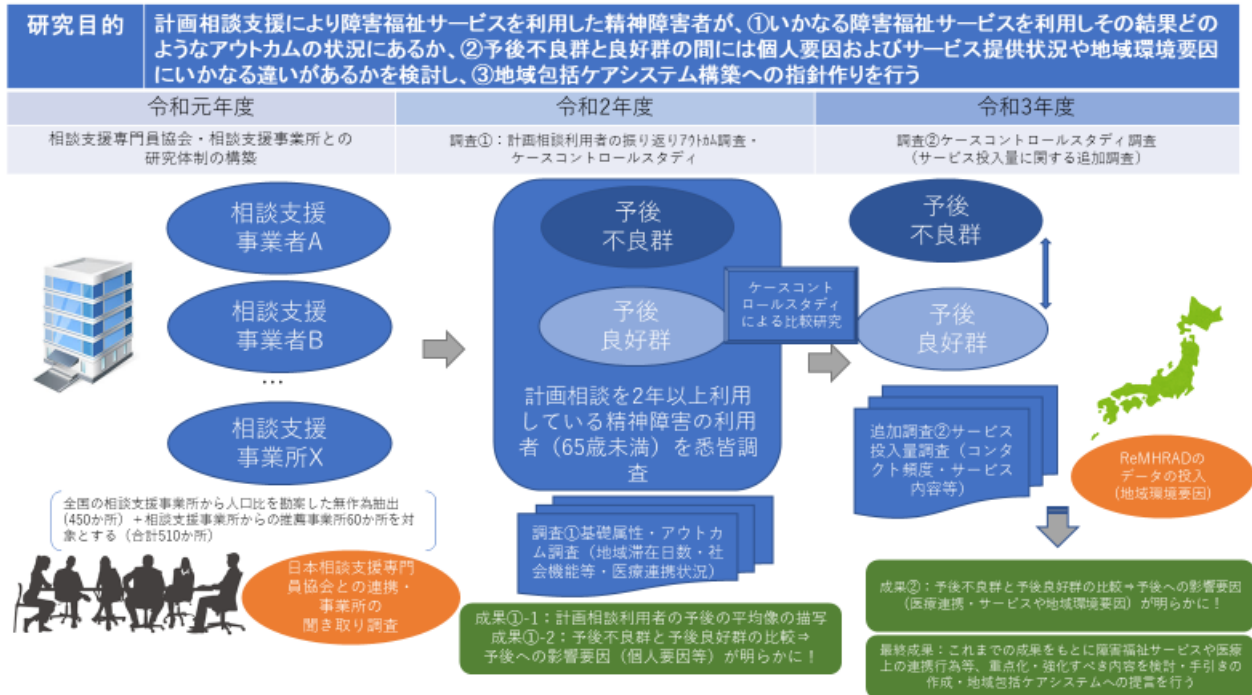 研究目的
計画相談支援により障害福祉サービスを利用した精神障害者が、①いかなる障害福祉サービスを利用しその結果どの
ようなアウトカムの状況にあるか、②予後不良群と良好群の間には個人要因およびサービス提供状況や地域環境要因
にいかなる違いがあるかを検討し、③地域包括ケアシステム構築への指針作りを行う
令和元年度
相談支援専門員協会・相談支援事業所との
研究体制の構築
令和2年度
調査①：計画相談利用者の振り返りアウトカム調査・
ケースコントロールスタディ
令和3年度
調査②ケースコントロールスタディ調査
（サービス投入量に関する追加調査）
相談支援
事業者A
相談支援
事業者B
…
相談支援
事業所X
全国の相談支援事業所から人口比を勘案した無作為抽出
(450か所）＋相談支援事業所からの推薦事業所60か所を対
象とする（合計510か所）
日本相談支援専門
員協会との連携・
事業所の
聞き取り調査
予後
不良群
予後
良好群
計画相談を2年以上利用
している精神障害の利用
者（65歳未満）を悉皆調
査
ケースコント
ロールスタディ
による比較研究
調査①基礎属性・アウトカ
ム調査（地域滞在日数・社
会機能等・医療連携状況）
成果①-1：計画相談利用者の予後の平均像の描写
成果①-2：予後不良群と予後良好群の比較⇒
予後への影響要因（個人要因等）が明らかに！
予後
不良群
予後
良好群
追加調査②サービス
投入量調査（コンタ
クト頻度・サービス
内容等）
ReMHRADの
データの投入
(地域環境要因)
成果②：予後不良群と予後良好群の比較⇒予後への影響要因
(医療連携・サービスや地域環境要因）が明らかに！
最終成果：これまでの成果をもとに障害福祉サービスや医療
上の連携行為等、重点化・強化すべき内容を検討・手引きの
作成・地域包括ケアシステムへの提言を行う